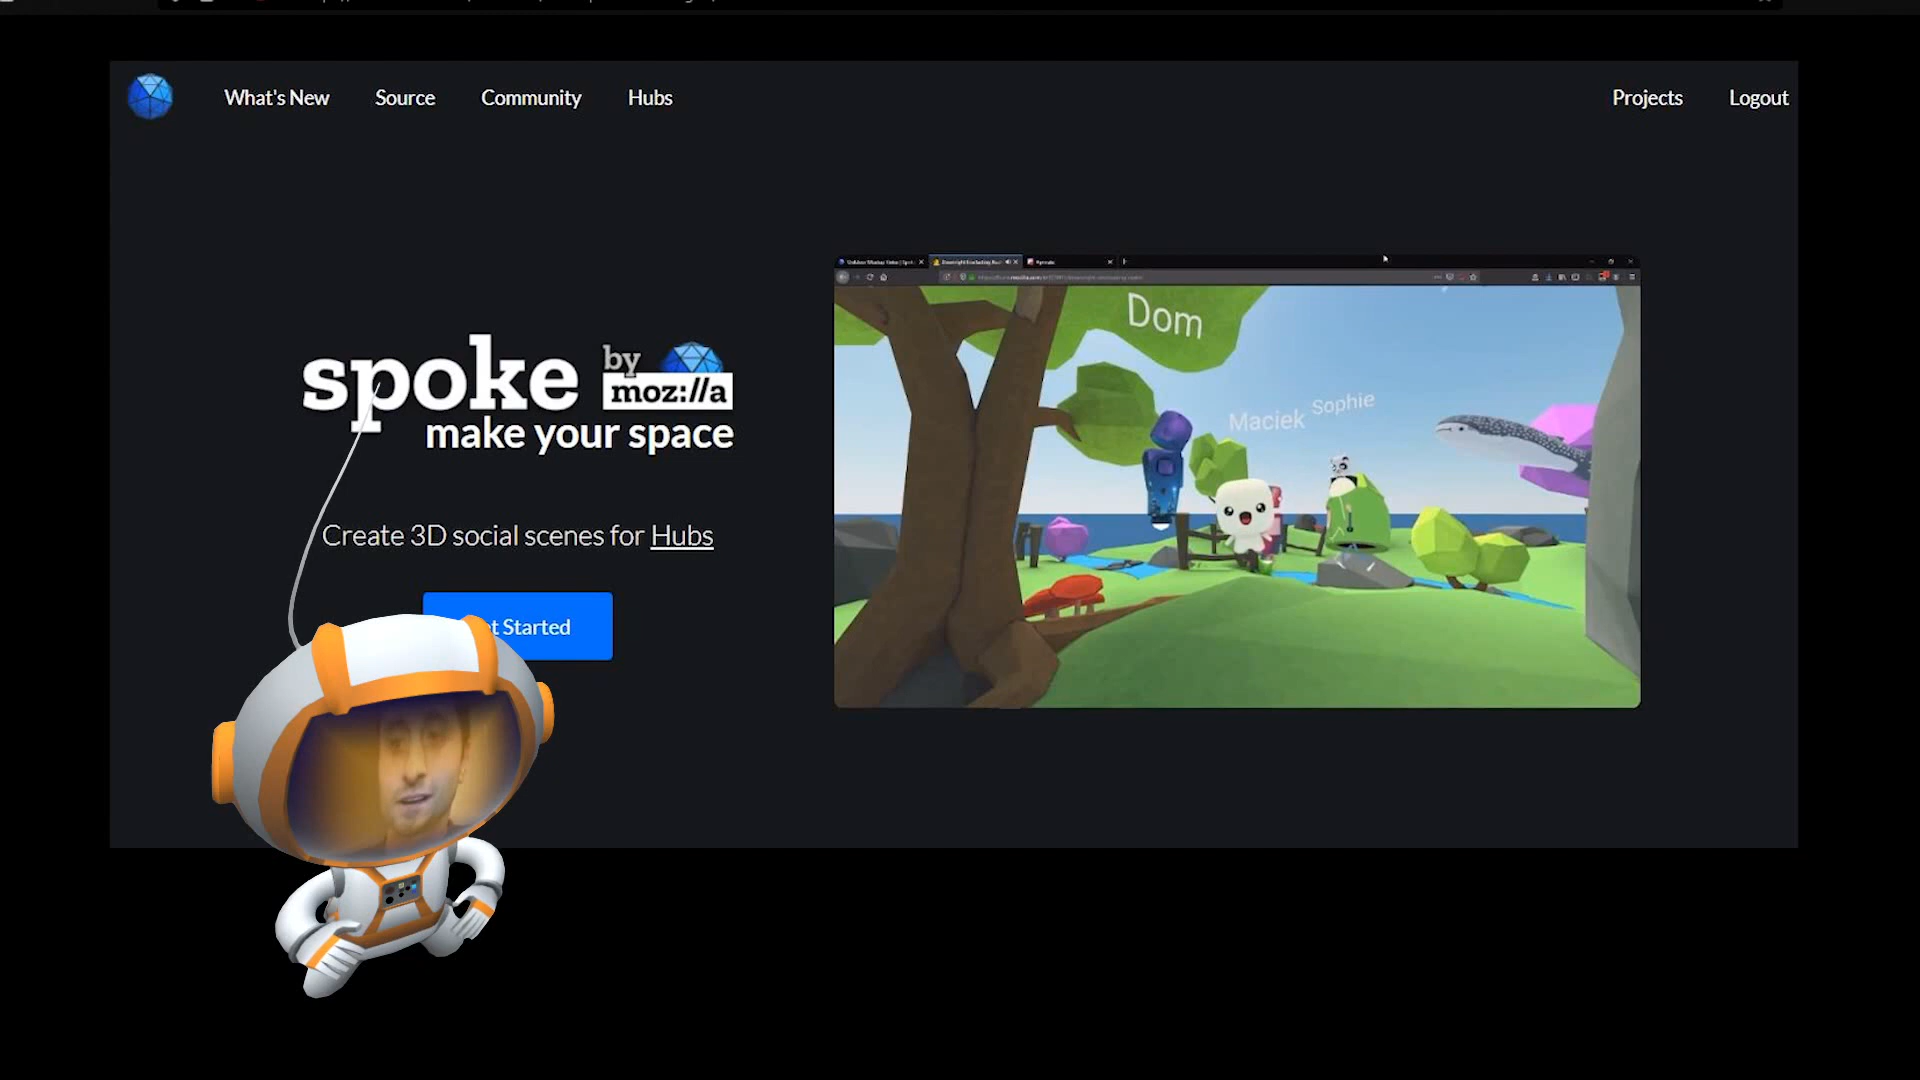 What's New Source Community Hubs Projects Logout
Dom
spoke by
moz://a
make your space
Maciek Sophie
Create 3D social scenes for Hubs
Started